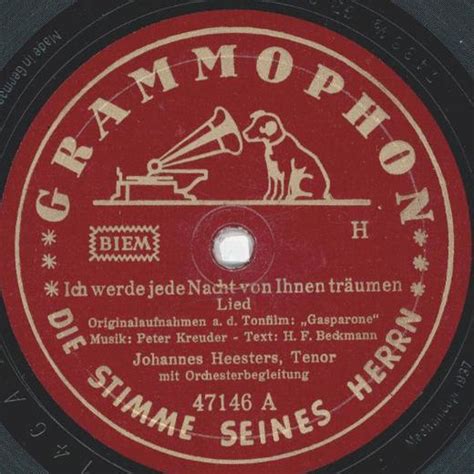 GRAMMOPHON
BIEM
H
Ich werde jede Nacht von Ihnen träumen
Lied
Originalaufnahmen a. d. Tonfilm: „Gasparone"
Musik: Peter Kreuder - Text: H. F. Beckmann
Johannes Heesters, Tenor
mit Orchesterbegleitung
47146 A
DIE STIMME SEINES HERRN
Made in German